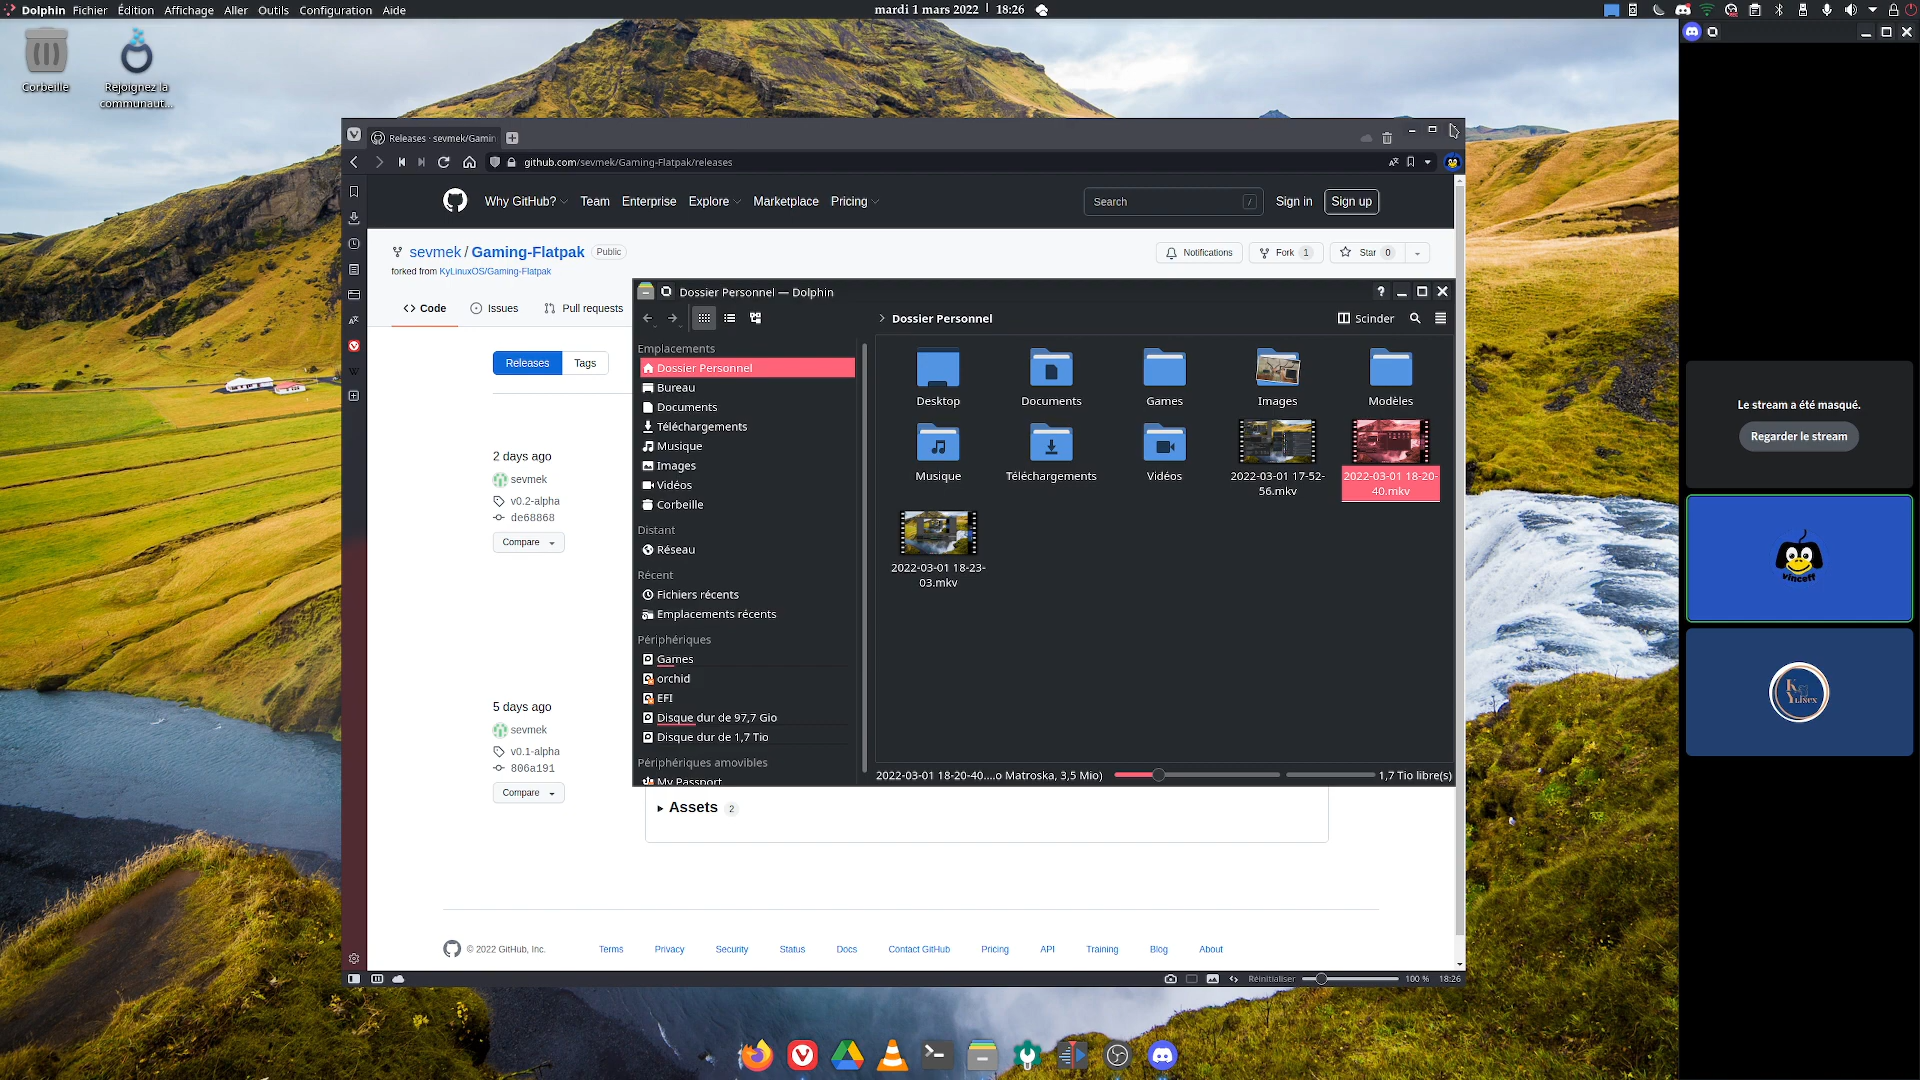 Dolphin Fichier Édition Affichage Aller Outils Configuration Aide
mardi 1 mars 2022 18:26
Corbeille
Rejoignez la
communaut...
Releases · sevmek/Gamin
github.com/sevmek/Gaming-Flatpak/releases
Why GitHub? Team Enterprise Explore Marketplace Pricing
Search /
Sign in
Sign up
sevmek / Gaming-Flatpak Public
forked from KyLinuxOS/Gaming-Flatpak
Notifications
Fork 1
Star 0
Code
Issues
Pull requests
Releases
Tags
2 days ago
sevmek
v0.2-alpha
de68868
Compare
5 days ago
sevmek
v0.1-alpha
806a191
Compare
Assets 2
© 2022 GitHub, Inc.
Terms
Privacy
Security
Status
Docs
Contact GitHub
Pricing
API
Training
Blog
About
Réinitialiser
100 %
18:26
Dossier Personnel — Dolphin
Dossier Personnel
Scinder
Emplacements
Dossier Personnel
Bureau
Documents
Téléchargements
Musique
Images
Vidéos
Corbeille
Distant
Réseau
Récent
Fichiers récents
Emplacements récents
Périphériques
Games
orchid
EFI
Disque dur de 97,7 Gio
Disque dur de 1,7 Tio
Périphériques amovibles
My Passport
Desktop
Documents
Games
Images
Modèles
Musique
Téléchargements
Vidéos
2022-03-01 17-52-
56.mkv
2022-03-01 18-20-
40.mkv
2022-03-01 18-23-
03.mkv
2022-03-01 18-20-40....o Matroska, 3,5 Mio)
1,7 Tio libre(s)
Le stream a été masqué.
Regarder le stream
vinceff